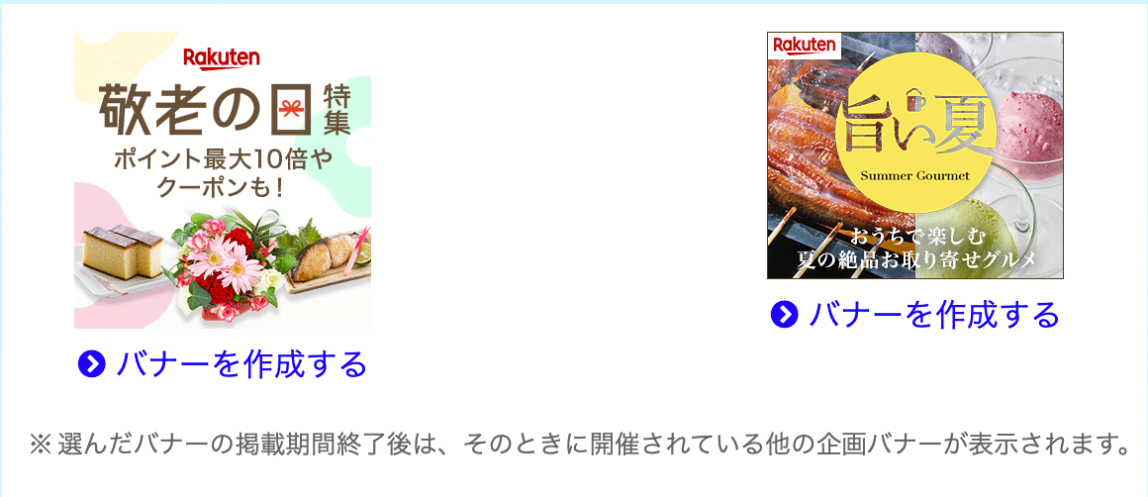 Rakuten
敬老の日 特集
ポイント最大10倍や
クーポンも！
バナーを作成する
Rakuten
旨い夏
Summer Gourmet
おうちで楽しむ
夏の絶品お取り寄せグルメ
バナーを作成する
※ 選んだバナーの掲載期間終了後は、そのときに開催されている他の企画バナーが表示されます。